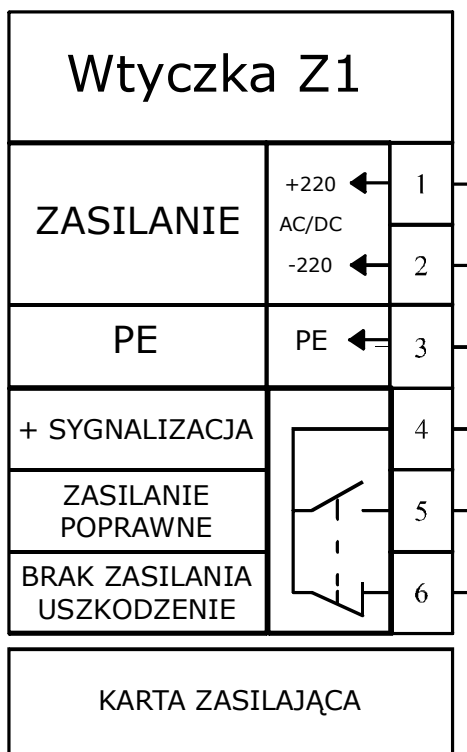 Wtyczka Z1
ZASILANIE
+220
AC/DC
-220
1
2
PE
PE
3
+ SYGNALIZACJA
4
ZASILANIE
POPRAWNE
5
BRAK ZASILANIA
USZKODZENIE
6
KARTA ZASILAJĄCA